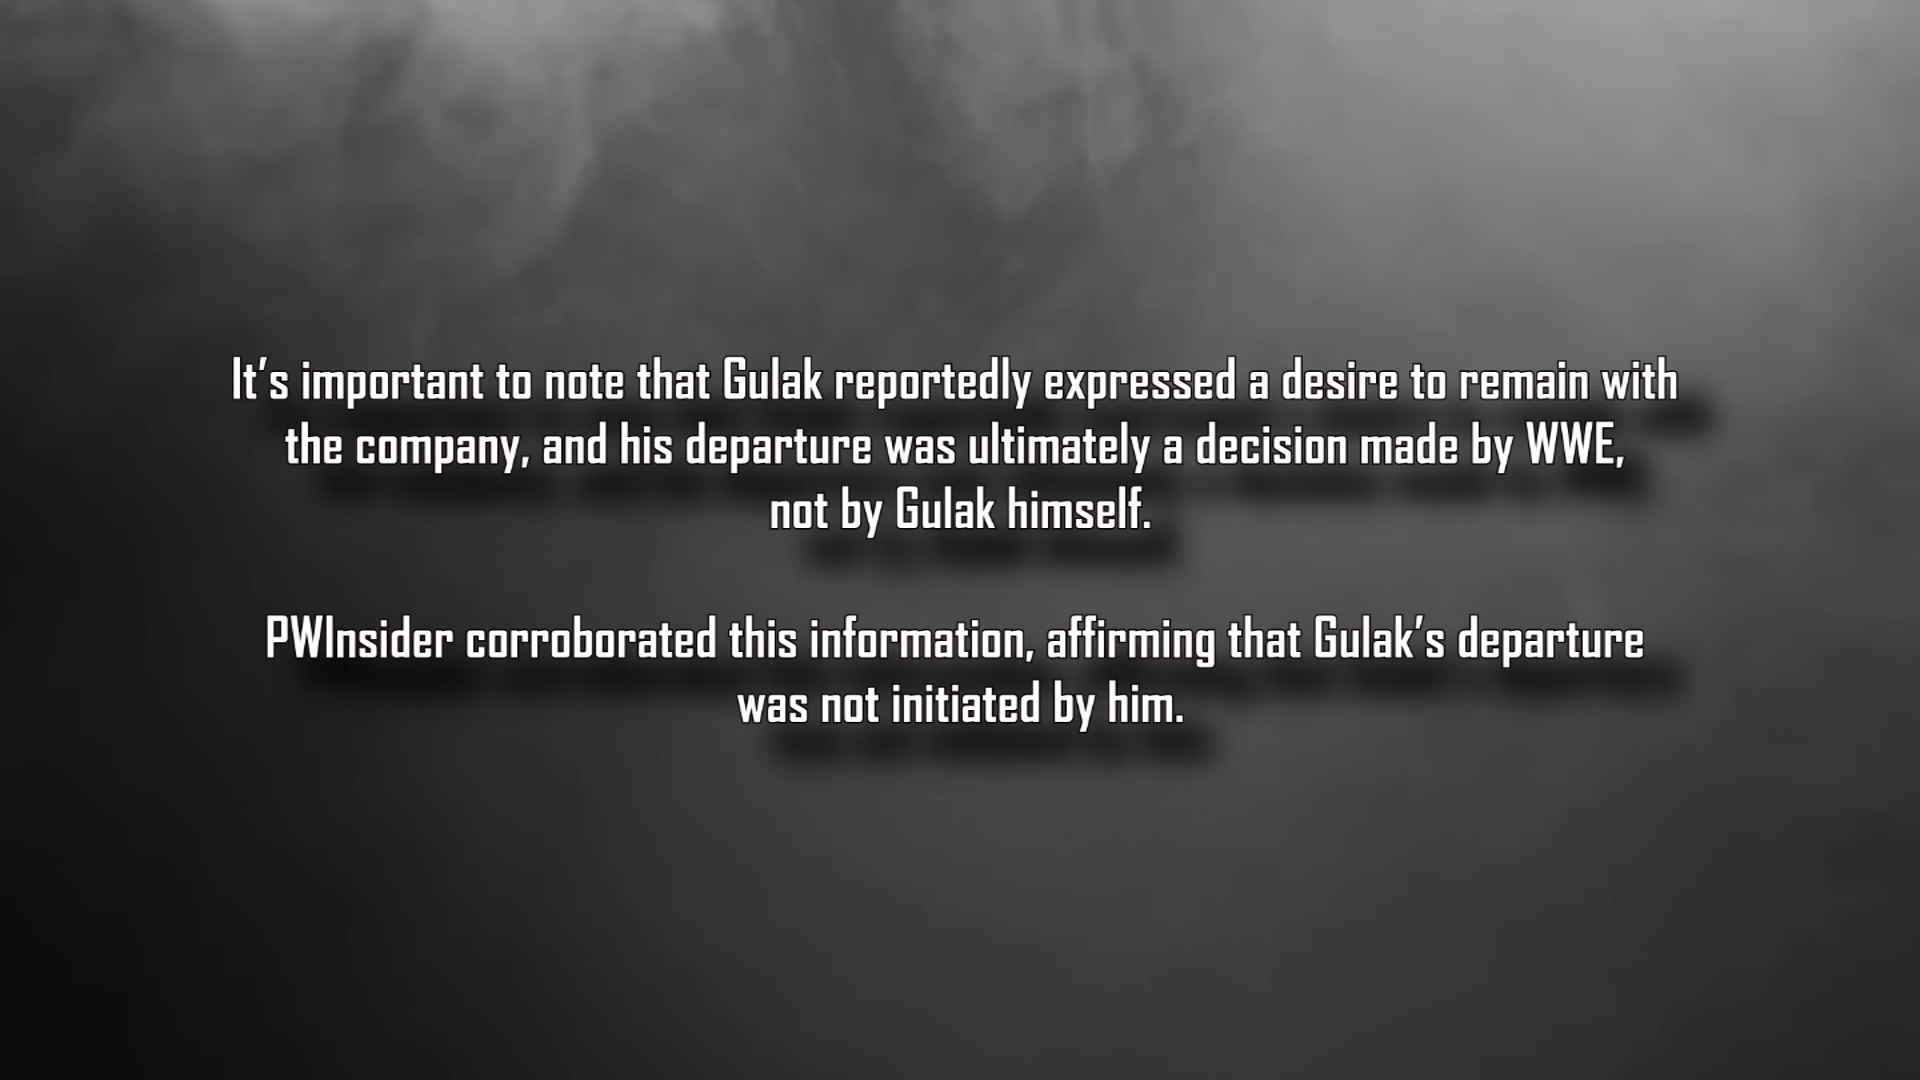 It’s important to note that Gulak reportedly expressed a desire to remain with
the company, and his departure was ultimately a decision made by WWE,
not by Gulak himself.
PWInsider corroborated this information, affirming that Gulak’s departure
was not initiated by him.